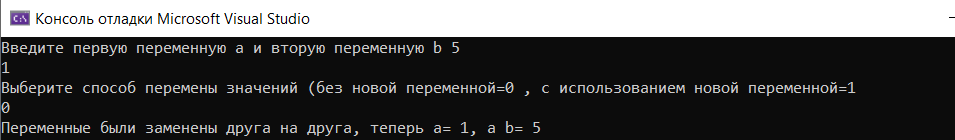 Консоль отладки Microsoft Visual Studio
Введите первую переменную a и вторую переменную b 5
1
Выберите способ перемены значений (без новой переменной=0 , с использованием новой переменной=1
0
Переменные были заменены друг на друга, теперь a= 1, а b= 5